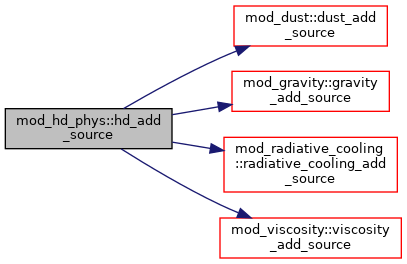 mod_dust::dust_add
_source
mod_gravity::gravity
_add_source
mod_hd_phys::hd_add
_source
mod_radiative_cooling
::radiative_cooling_add
_source
mod_viscosity::viscosity
_add_source